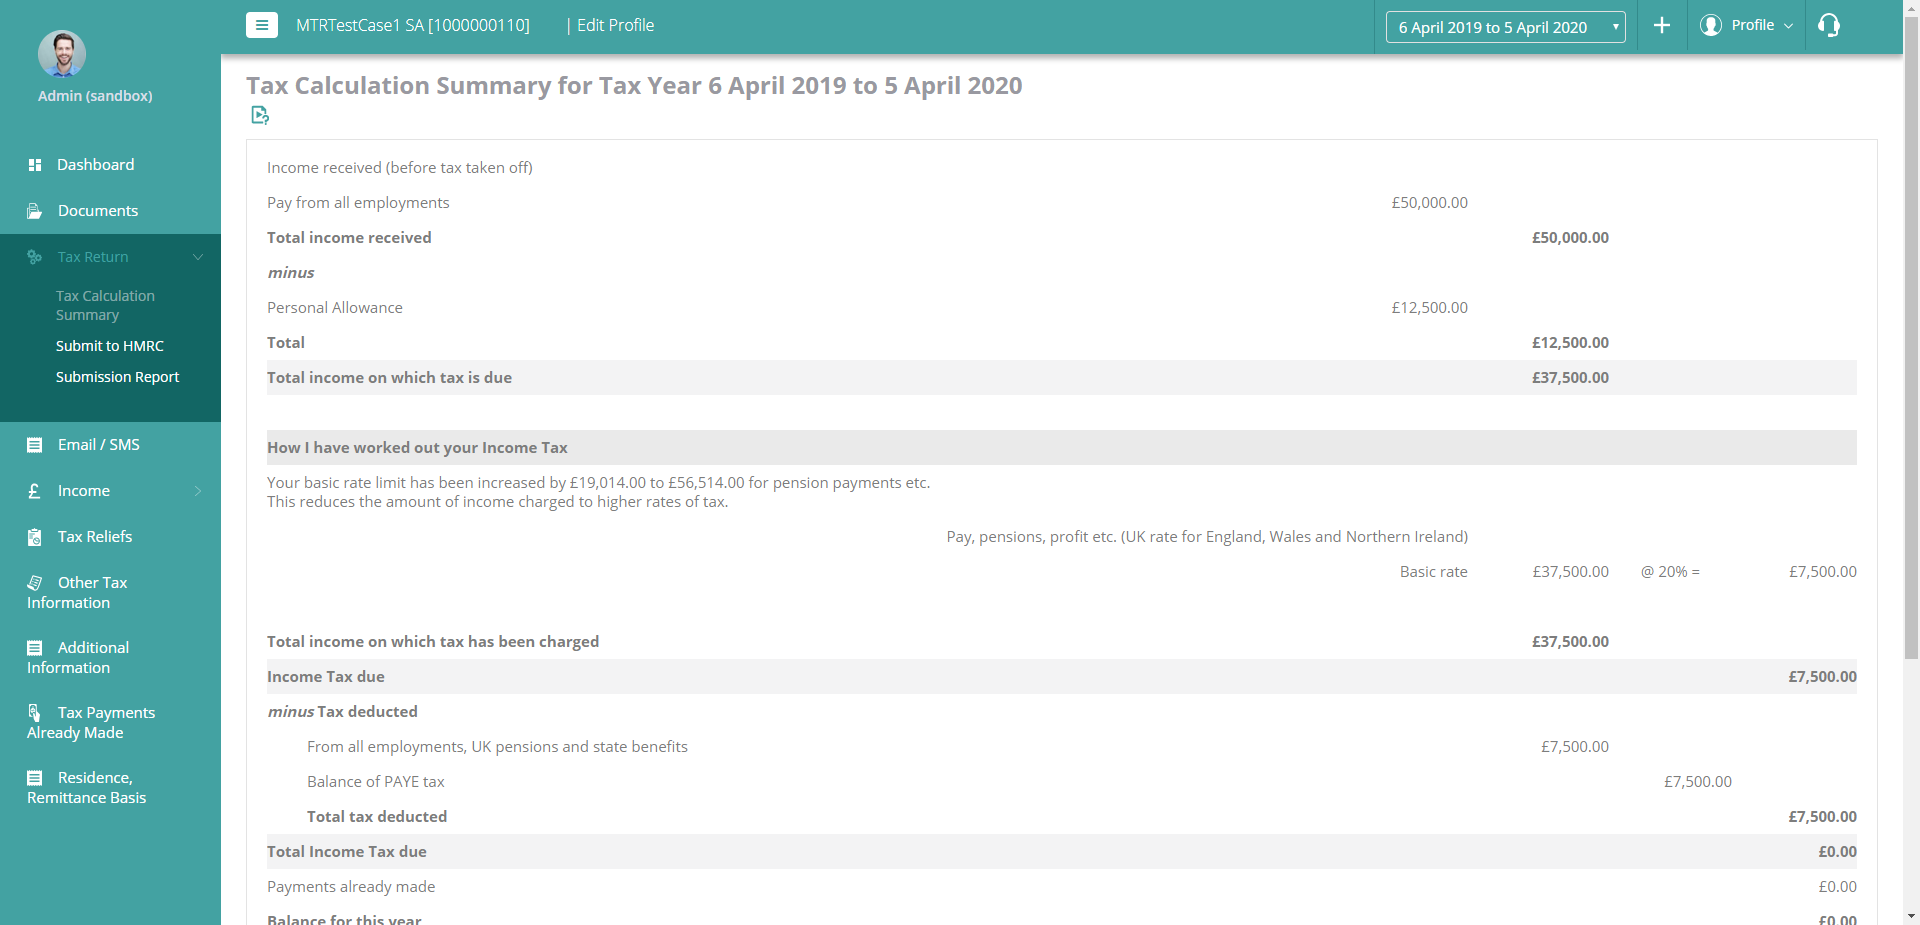 MTRTestCase1 SA [1000000110] | Edit Profile
6 April 2019 to 5 April 2020
Profile
Admin (sandbox)
Dashboard
Documents
Tax Return
Tax Calculation
Summary
Submit to HMRC
Submission Report
Email / SMS
Income
Tax Reliefs
Other Tax
Information
Additional
Information
Tax Payments
Already Made
Residence,
Remittance Basis
Tax Calculation Summary for Tax Year 6 April 2019 to 5 April 2020
Income received (before tax taken off)
Pay from all employments £50,000.00
Total income received £50,000.00
minus
Personal Allowance £12,500.00
Total £12,500.00
Total income on which tax is due £37,500.00
How I have worked out your Income Tax
Your basic rate limit has been increased by £19,014.00 to £56,514.00 for pension payments etc.
This reduces the amount of income charged to higher rates of tax.
Pay, pensions, profit etc. (UK rate for England, Wales and Northern Ireland)
Basic rate £37,500.00 @ 20% = £7,500.00
Total income on which tax has been charged £37,500.00
Income Tax due £7,500.00
minus Tax deducted
From all employments, UK pensions and state benefits £7,500.00
Balance of PAYE tax £7,500.00
Total tax deducted £7,500.00
Total Income Tax due £0.00
Payments already made £0.00
Balance for this year £0.00